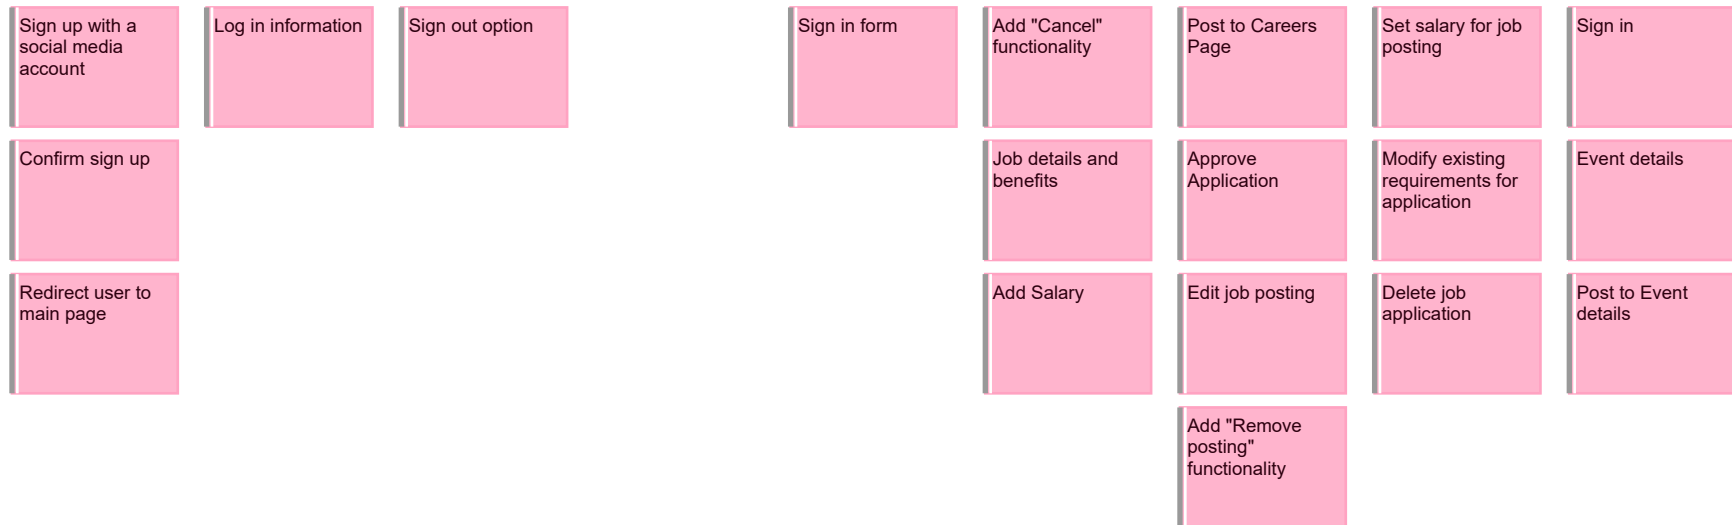 Sign up with a
social media
account
Log in information
Sign out option
Sign in form
Add "Cancel"
functionality
Post to Careers
Page
Set salary for job
posting
Sign in
Confirm sign up
Job details and
benefits
Approve
Application
Modify existing
requirements for
application
Event details
Redirect user to
main page
Add Salary
Edit job posting
Delete job
application
Post to Event
details
Add "Remove
posting"
functionality